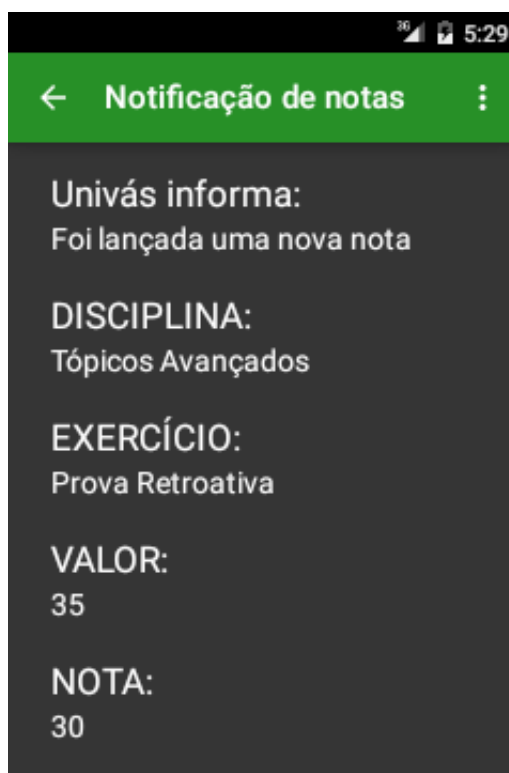 3G 5:29
Notificação de notas
Univás informa:
Foi lançada uma nova nota
DISCIPLINA:
Tópicos Avançados
EXERCÍCIO:
Prova Retroativa
VALOR:
35
NOTA:
30